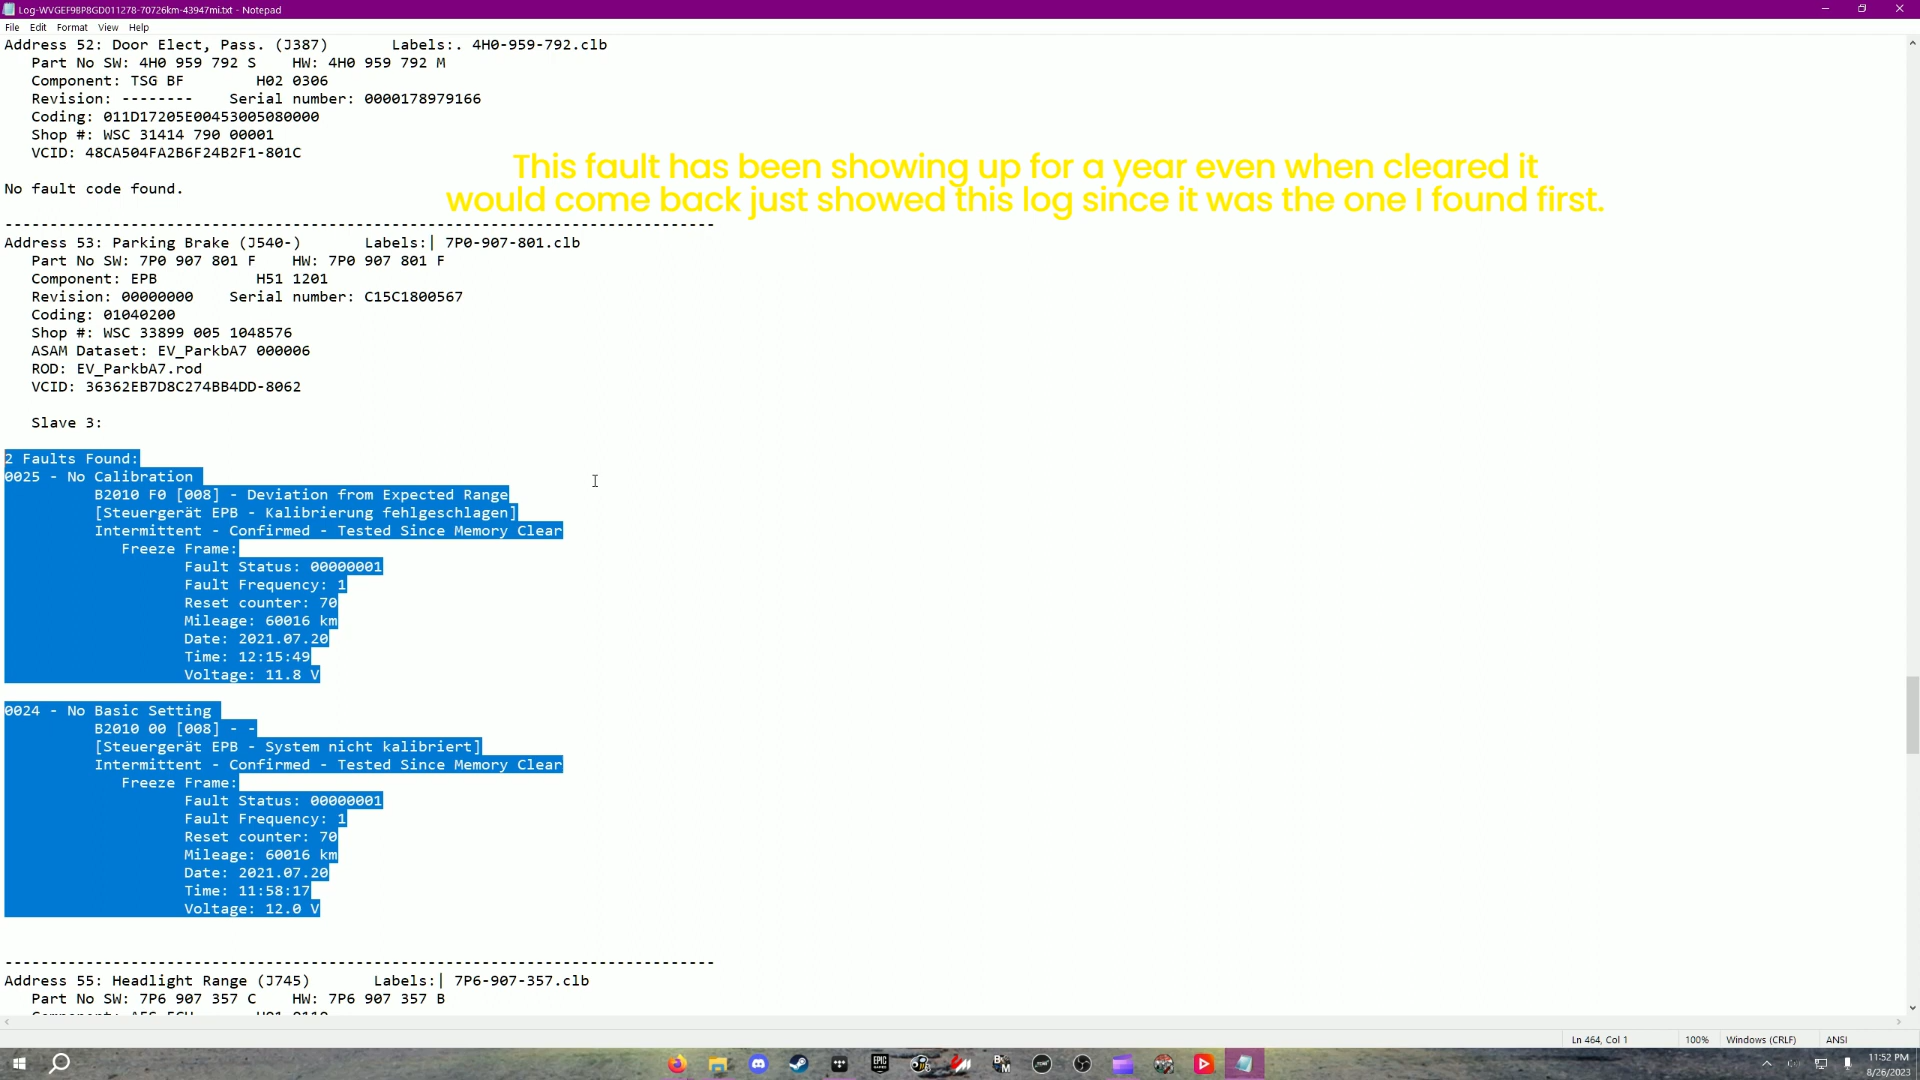 Log-WVGEF9BP8GD011278-70726km-43947mi.txt - Notepad
File Edit Format View Help
Address 52: Door Elect, Pass. (J387) Labels:. 4H0-959-792.clb
Part No SW: 4H0 959 792 S HW: 4H0 959 792 M
Component: TSG BF H02 0306
Revision: -------- Serial number: 0000178979166
Coding: 011D17205E00453005080000
Shop #: WSC 31414 790 00001
VCID: 48CA504FA2B6F24B2F1-801C
This fault has been showing up for a year even when cleared it
would come back just showed this log since it was the one I found first.
No fault code found.
-------------------------------------------------------------------------------
Address 53: Parking Brake (J540-) Labels:| 7P0-907-801.clb
Part No SW: 7P0 907 801 F HW: 7P0 907 801 F
Component: EPB H51 1201
Revision: 00000000 Serial number: C15C1800567
Coding: 01040200
Shop #: WSC 33899 005 1048576
ASAM Dataset: EV_ParkbA7 000006
ROD: EV_ParkbA7.rod
VCID: 36362EB7D8C274BB4DD-8062
Slave 3:
2 Faults Found:
0025 - No Calibration
B2010 F0 [008] - Deviation from Expected Range
[Steuergerät EPB - Kalibrierung fehlgeschlagen]
Intermittent - Confirmed - Tested Since Memory Clear
Freeze Frame:
Fault Status: 00000001
Fault Frequency: 1
Reset counter: 70
Mileage: 60016 km
Date: 2021.07.20
Time: 12:15:49
Voltage: 11.8 V
0024 - No Basic Setting
B2010 00 [008] - -
[Steuergerät EPB - System nicht kalibriert]
Intermittent - Confirmed - Tested Since Memory Clear
Freeze Frame:
Fault Status: 00000001
Fault Frequency: 1
Reset counter: 70
Mileage: 60016 km
Date: 2021.07.20
Time: 11:58:17
Voltage: 12.0 V
-------------------------------------------------------------------------------
Address 55: Headlight Range (J745) Labels:| 7P6-907-357.clb
Part No SW: 7P6 907 357 C HW: 7P6 907 357 B
Ln 464, Col 1 100% Windows (CRLF) ANSI
11:52 PM
8/26/2023